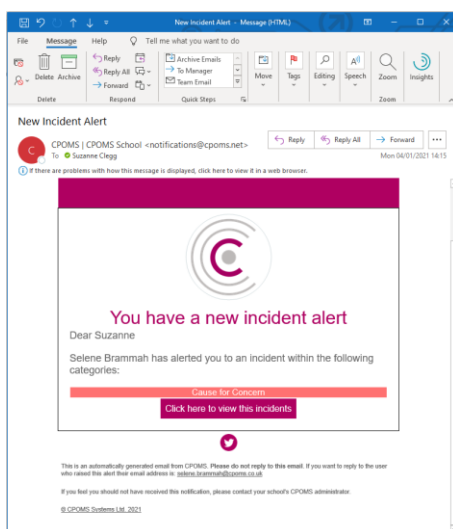 New Incident Alert - Message (HTML)
File Message Help Tell me what you want to do
Delete Archive
Reply
Reply All
Forward
Archive Emails
To Manager
Team Email
Move
Tags
Editing
Speech
Zoom
Insights
Delete Respond Quick Steps Zoom
New Incident Alert
C
CPOMS | CPOMS School <notifications@cpoms.net>
To Suzanne Clegg
Reply Reply All Forward
Mon 04/01/2021 14:15
If there are problems with how this message is displayed, click here to view it in a web browser.
You have a new incident alert
Dear Suzanne
Selene Brammah has alerted you to an incident within the following
categories:
Cause for Concern
Click here to view this incidents
This is an automatically generated email from CPOMS. Please do not reply to this email. If you want to reply to the user
who raised this alert their email address is: selene.brammah@cpoms.co.uk
If you feel you should not have received this notification, please contact your school's CPOMS administrator.
© CPOMS Systems Ltd. 2021